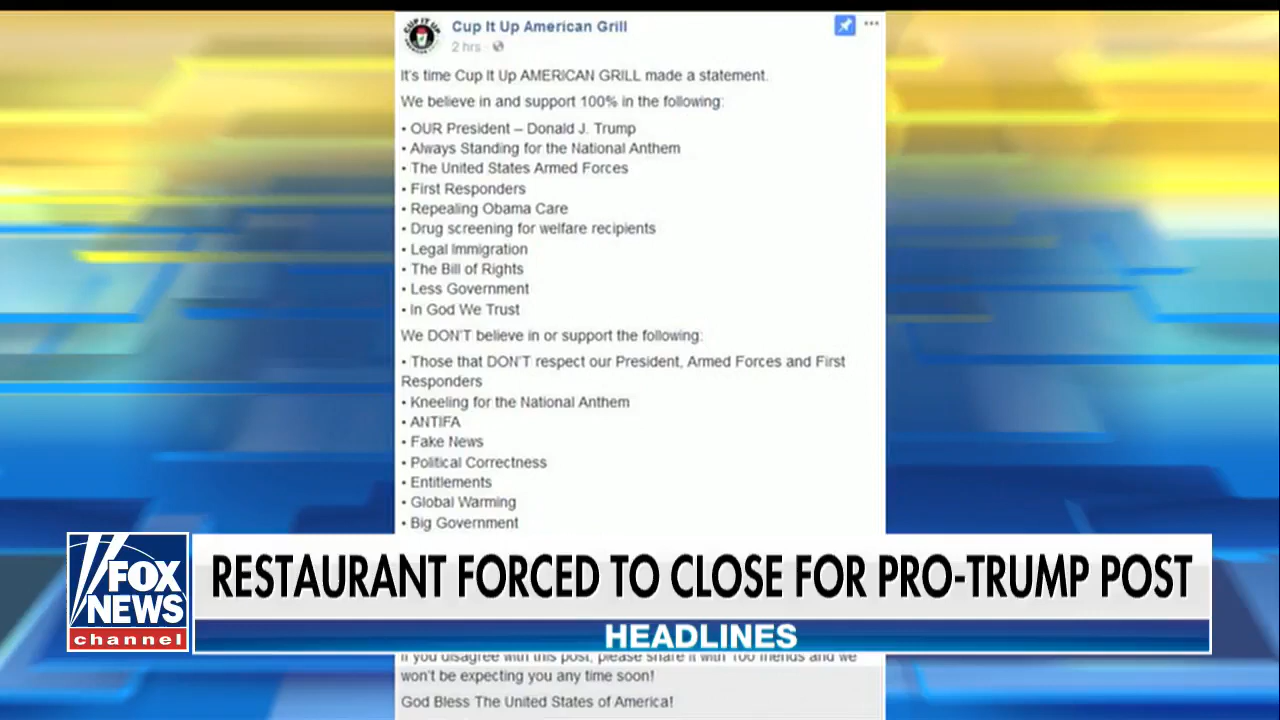 CUP IT UP
Cup It Up American Grill
2 hrs ·
It's time Cup It Up AMERICAN GRILL made a statement.
We believe in and support 100% in the following:
• OUR President – Donald J. Trump
• Always Standing for the National Anthem
• The United States Armed Forces
• First Responders
• Repealing Obama Care
• Drug screening for welfare recipients
• Legal Immigration
• The Bill of Rights
• Less Government
• In God We Trust
We DON'T believe in or support the following:
• Those that DON'T respect our President, Armed Forces and First
Responders
• Kneeling for the National Anthem
• ANTIFA
• Fake News
• Political Correctness
• Entitlements
• Global Warming
• Big Government
FOX
NEWS
channel
RESTAURANT FORCED TO CLOSE FOR PRO-TRUMP POST
HEADLINES
If you disagree with this post, please share it with 100 friends and we
won't be expecting you any time soon!
God Bless The United States of America!